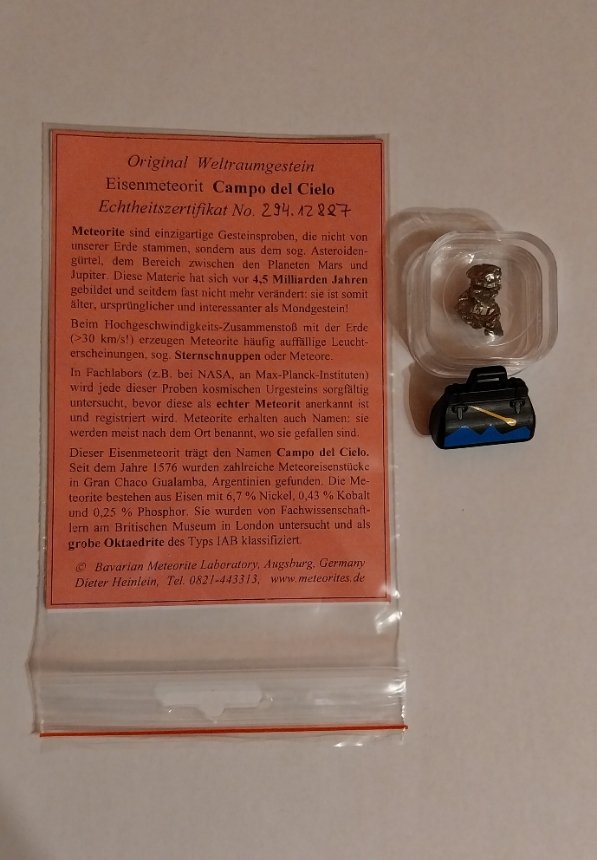 Original Weltraumgestein
Eisenmeteorit Campo del Cielo
Echtheitszertifikat No. 294.12887
Meteorite sind einzigartige Gesteinsproben, die nicht von
unserer Erde stammen, sondern aus dem sog. Asteroiden-
gürtel, dem Bereich zwischen den Planeten Mars und
Jupiter. Diese Materie hat sich vor 4,5 Milliarden Jahren
gebildet und seitdem fast nicht mehr verändert: sie ist somit
älter, ursprünglicher und interessanter als Mondgestein!
Beim Hochgeschwindigkeits-Zusammenstoß mit der Erde
(>30 km/s!) erzeugen Meteorite häufig auffällige Leucht-
erscheinungen, sog. Sternschnuppen oder Meteore.
In Fachlabors (z.B. bei NASA, an Max-Planck-Instituten)
wird jede dieser Proben kosmischen Urgesteins sorgfältig
untersucht, bevor diese als echter Meteorit anerkannt ist
und registriert wird. Meteorite erhalten auch Namen: sie
werden meist nach dem Ort benannt, wo sie gefallen sind.
Dieser Eisenmeteorit trägt den Namen Campo del Cielo.
Seit dem Jahre 1576 wurden zahlreiche Meteoreisenstücke
in Gran Chaco Gualamba, Argentinien gefunden. Die Me-
teorite bestehen aus Eisen mit 6,7 % Nickel, 0,43 % Kobalt
und 0,25 % Phosphor. Sie wurden von Fachwissenschaft-
lern am Britischen Museum in London untersucht und als
grobe Oktaedrite des Typs IAB klassifiziert.
© Bavarian Meteorite Laboratory, Augsburg, Germany
Dieter Heinlein, Tel. 0821-443313, www.meteorites.de